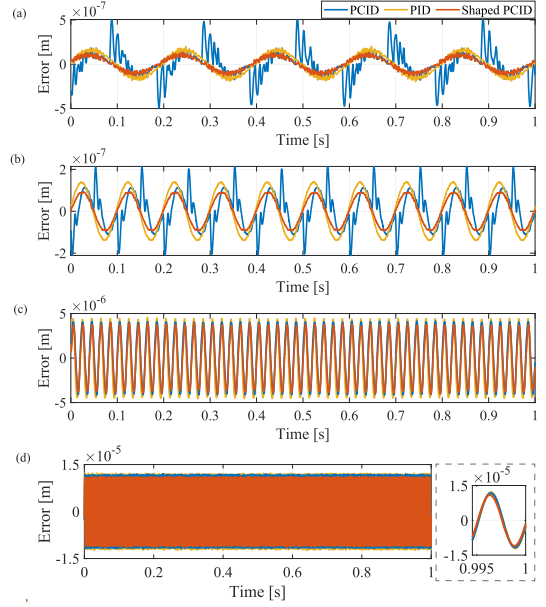 PCID PID Shaped PCID
(a)
×10⁻⁷
5
0
-5
Error [m]
0 0.1 0.2 0.3 0.4 0.5 0.6 0.7 0.8 0.9 1
Time [s]
(b)
×10⁻⁷
2
0
-2
Error [m]
0 0.1 0.2 0.3 0.4 0.5 0.6 0.7 0.8 0.9 1
Time [s]
(c)
×10⁻⁶
5
0
-5
Error [m]
0 0.1 0.2 0.3 0.4 0.5 0.6 0.7 0.8 0.9 1
Time [s]
(d)
×10⁻⁵
1.5
0
-1.5
Error [m]
0 0.2 0.4 0.6 0.8 1
Time [s]
×10⁻⁵
1.5
0
-1.5
0.995 1